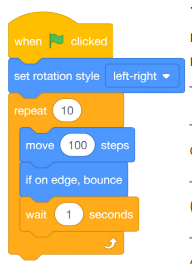 when clicked
set rotation style left-right
repeat 10
move 100 steps
if on edge, bounce
wait 1 seconds